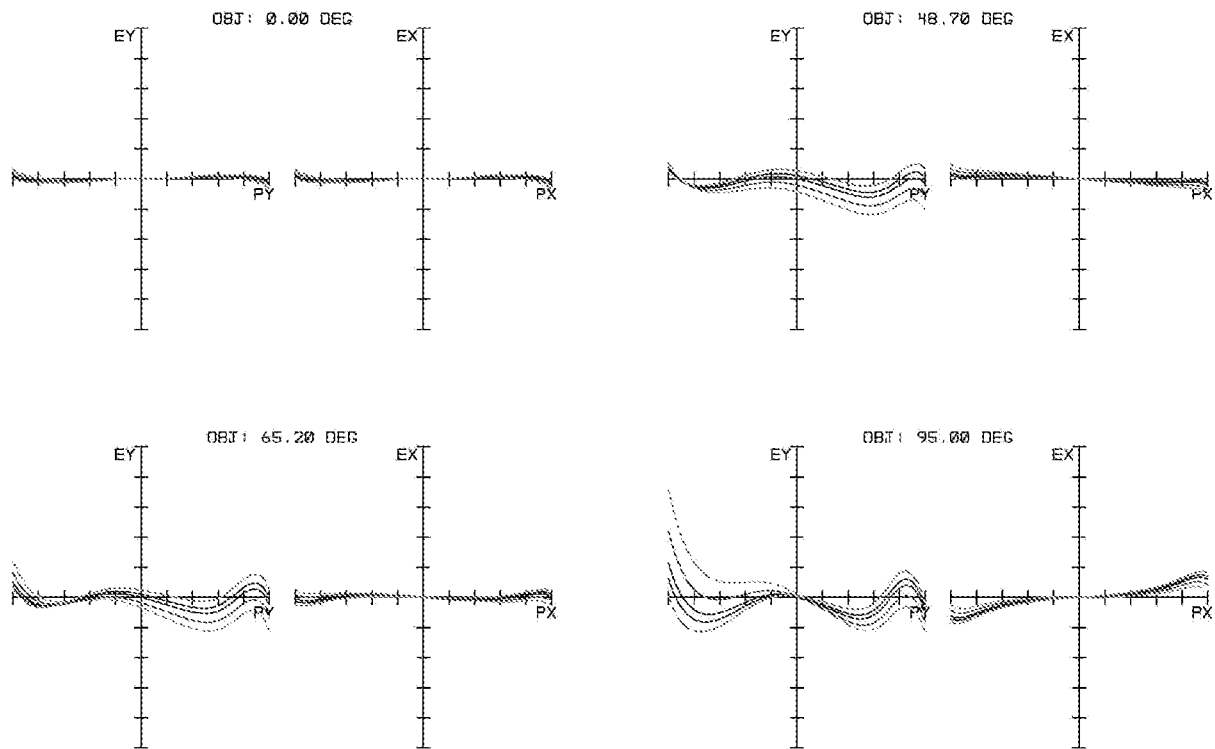 OBJ: 0.00 DEG
EY
EX
PY
PX
OBJ: 48.70 DEG
EY
EX
PY
PX
OBJ: 65.20 DEG
EY
EX
PY
PX
OBJ: 95.00 DEG
EY
EX
PY
PX